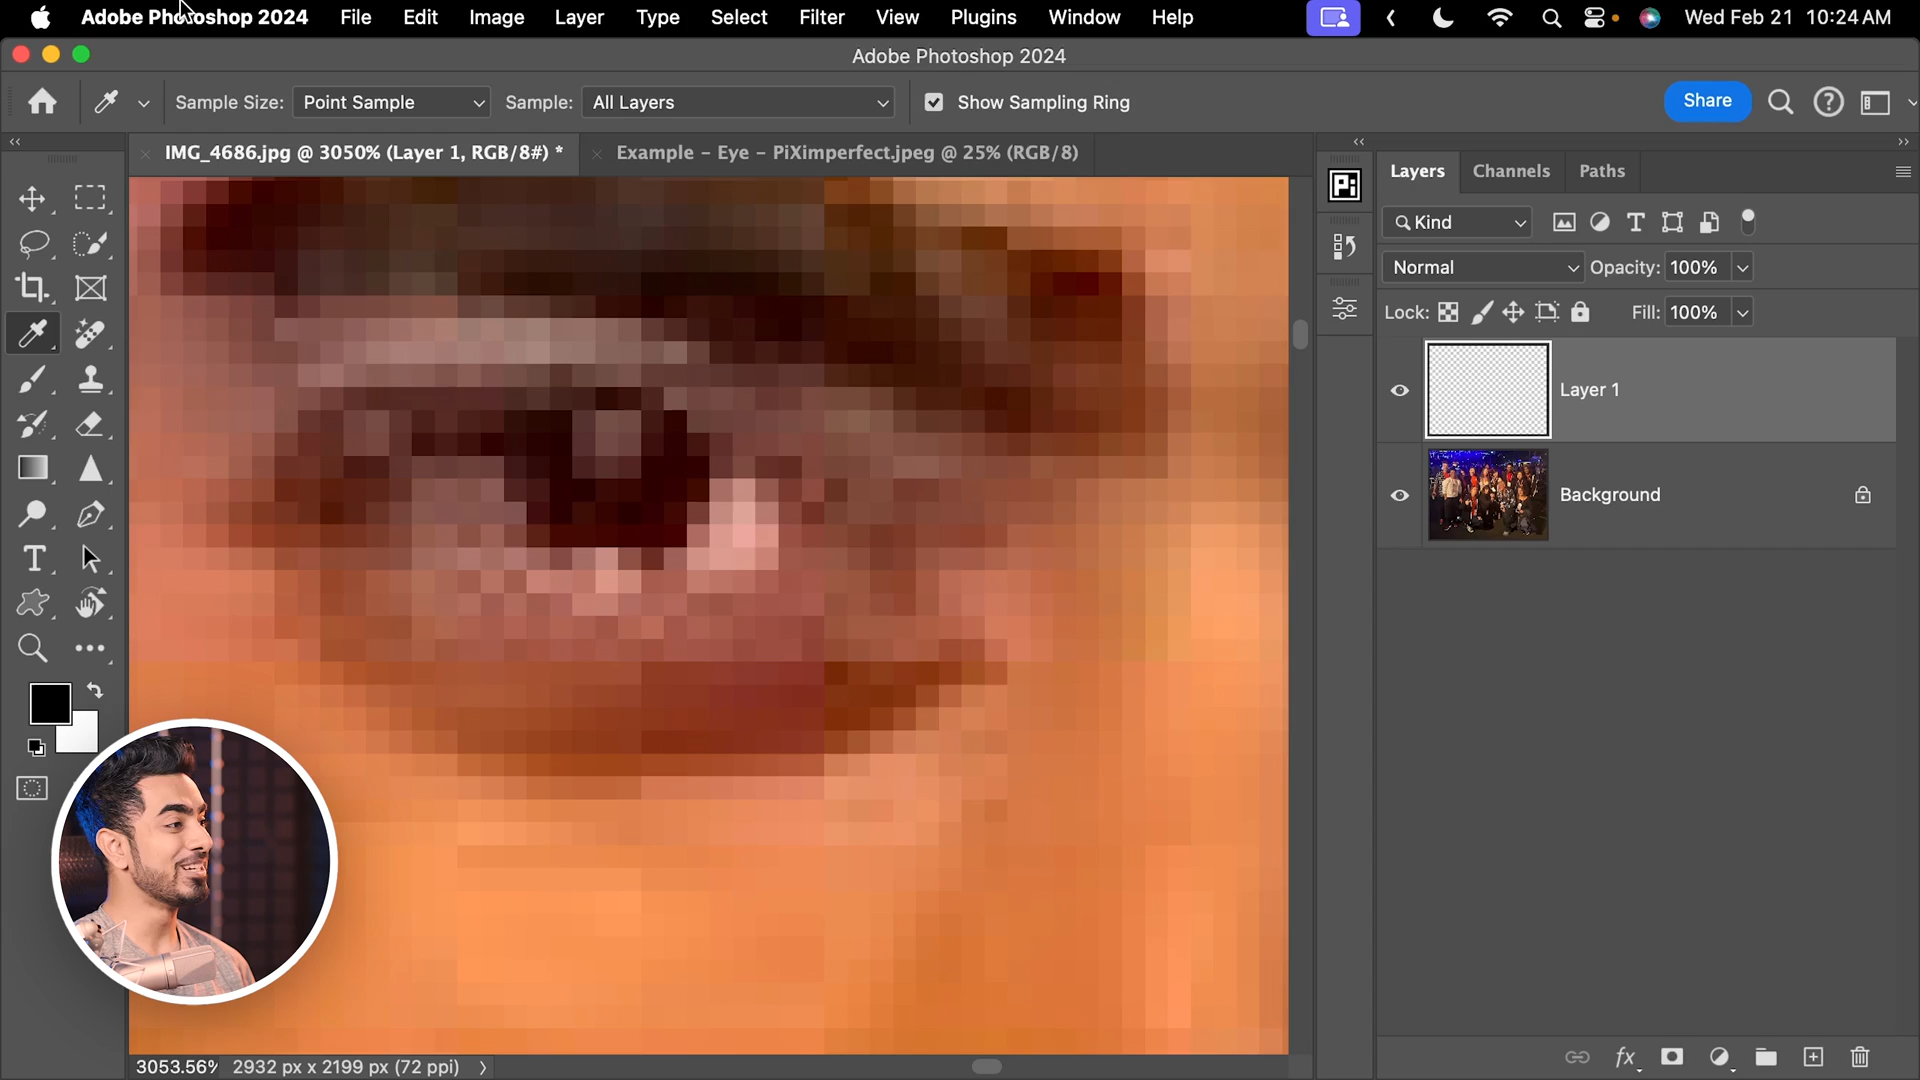 Adobe Photoshop 2024 File Edit Image Layer Type Select Filter View Plugins Window Help Wed Feb 21 10:24 AM
Adobe Photoshop 2024
Sample Size: Point Sample Sample: All Layers Show Sampling Ring Share
IMG_4686.jpg @ 3050% (Layer 1, RGB/8#) * Example - Eye - PiXimperfect.jpeg @ 25% (RGB/8)
Layers Channels Paths
Pi
Kind
Normal Opacity: 100%
Lock: Fill: 100%
Layer 1
Background
fx
3053.56% 2932 px x 2199 px (72 ppi)